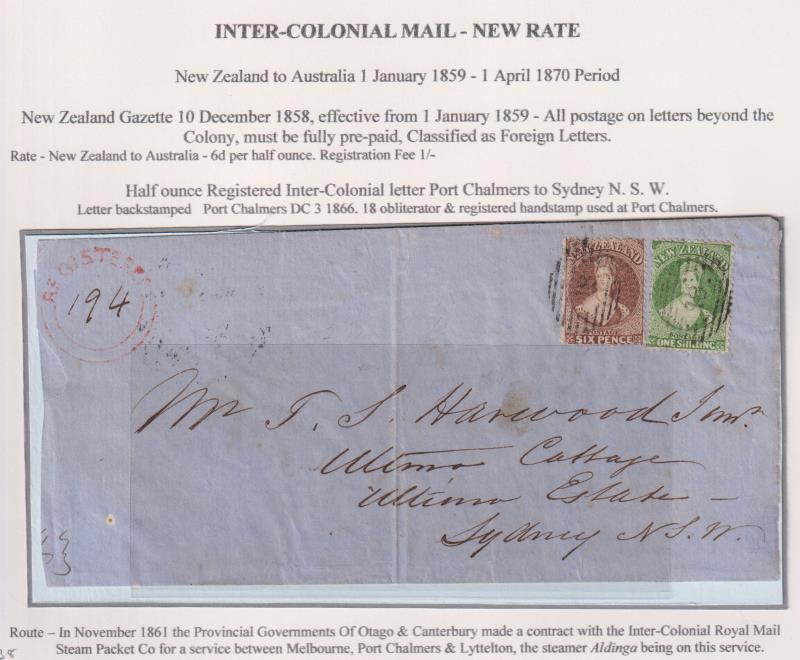 INTER-COLONIAL MAIL - NEW RATE
New Zealand to Australia 1 January 1859 - 1 April 1870 Period
New Zealand Gazette 10 December 1858, effective from 1 January 1859 - All postage on letters beyond the
Colony, must be fully pre-paid, Classified as Foreign Letters.
Rate - New Zealand to Australia - 6d per half ounce. Registration Fee 1/-
Half ounce Registered Inter-Colonial letter Port Chalmers to Sydney N. S. W.
Letter backstamped Port Chalmers DC 3 1866. 18 obliterator & registered handstamp used at Port Chalmers.
REGISTERED
194
NEW ZEALAND
POSTAGE
SIX PENCE
NEW ZEALAND
POSTAGE
ONE SHILLING
Mr T. S. Harwood Junr.
Ultimo Cottage
Ultimo Estate -
Sydney N.S.W.
Route – In November 1861 the Provincial Governments Of Otago & Canterbury made a contract with the Inter-Colonial Royal Mail
Steam Packet Co for a service between Melbourne, Port Chalmers & Lyttelton, the steamer Aldinga being on this service.